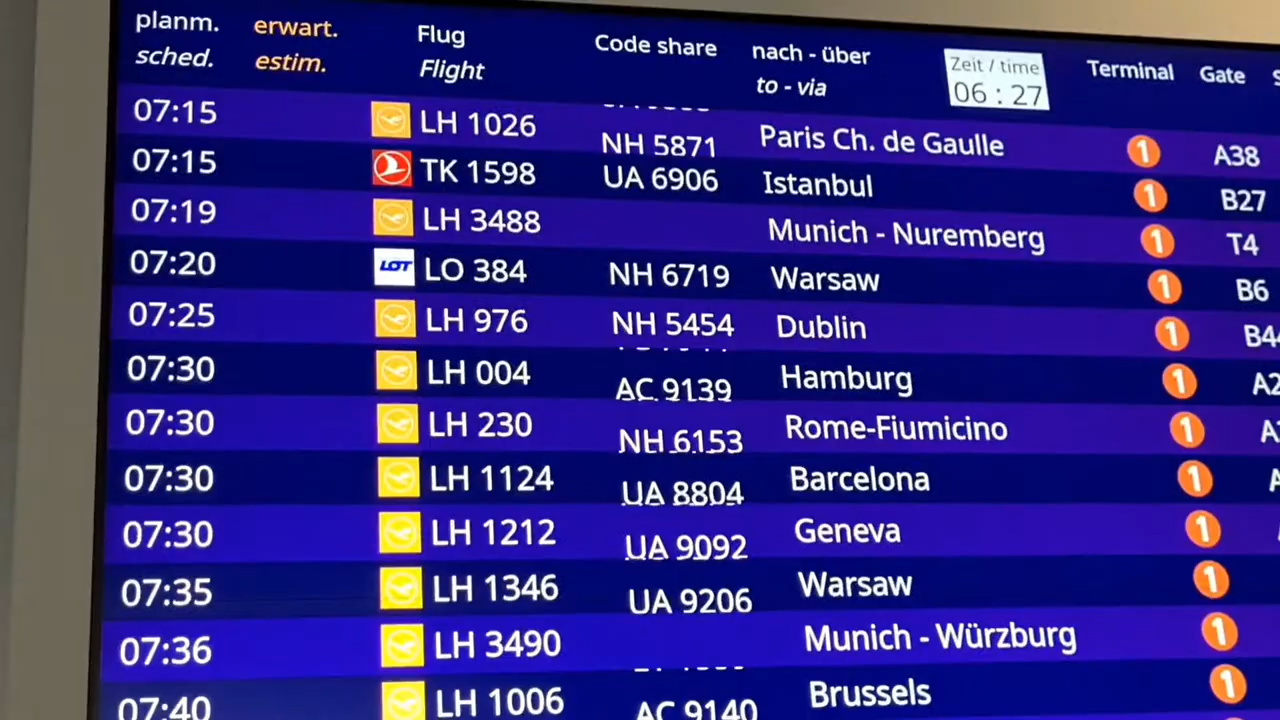 planm. erwart. Flug Code share nach - über Zeit / time Terminal Gate
sched. estim. Flight to - via 06 : 27
07:15 LH 1026 NH 5871 Paris Ch. de Gaulle 1 A38
07:15 TK 1598 UA 6906 Istanbul 1 B27
07:19 LH 3488 Munich - Nuremberg 1 T4
07:20 LOT LO 384 NH 6719 Warsaw 1 B6
07:25 LH 976 NH 5454 Dublin 1
07:30 LH 004 AC 9139 Hamburg 1
07:30 LH 230 NH 6153 Rome-Fiumicino 1
07:30 LH 1124 UA 8804 Barcelona 1
07:30 LH 1212 UA 9092 Geneva 1
07:35 LH 1346 UA 9206 Warsaw 1
07:36 LH 3490 Munich - Würzburg 1
07:40 LH 1006 AC 9140 Brussels 1